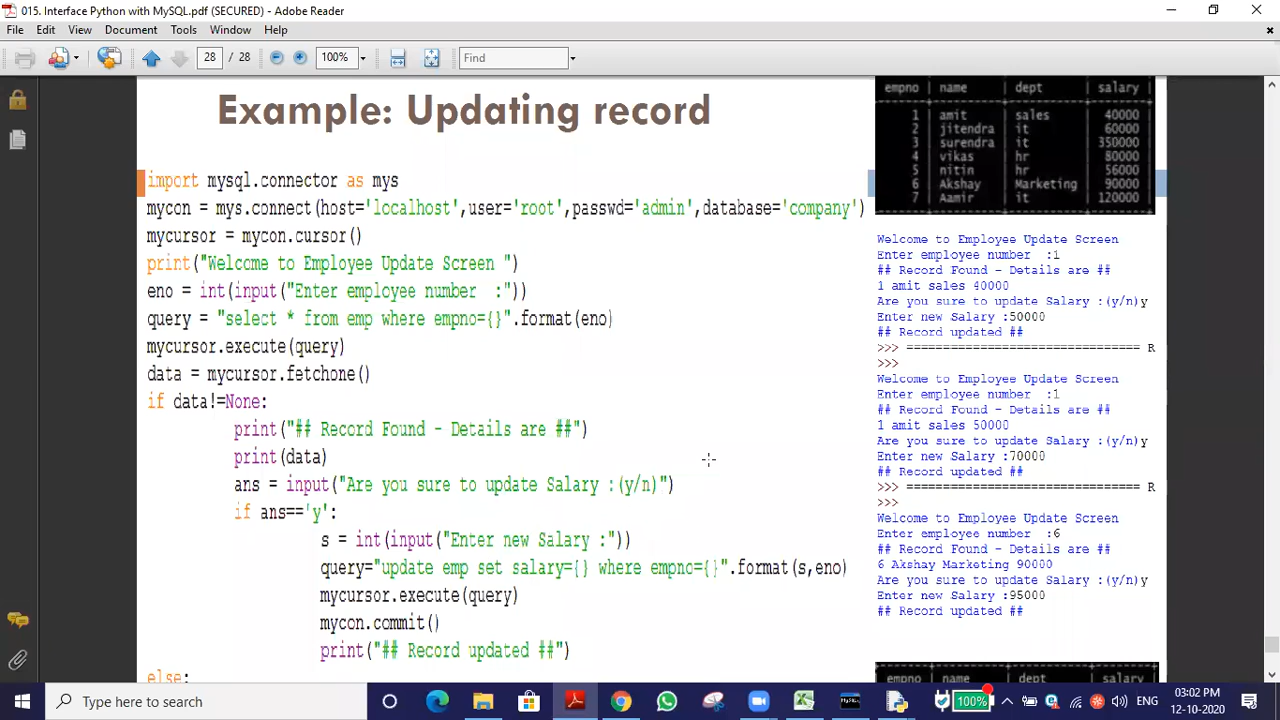 015. Interface Python with MySQL.pdf (SECURED) - Adobe Reader
File Edit View Document Tools Window Help
28 / 28 100% Find
Example: Updating record
import mysql.connector as mys
mycon = mys.connect(host='localhost',user='root',passwd='admin',database='company')
mycursor = mycon.cursor()
print("Welcome to Employee Update Screen ")
eno = int(input("Enter employee number :"))
query = "select * from emp where empno={}".format(eno)
mycursor.execute(query)
data = mycursor.fetchone()
if data!=None:
print("## Record Found - Details are ##")
print(data)
ans = input("Are you sure to update Salary :(y/n)")
if ans=='y':
s = int(input("Enter new Salary :"))
query="update emp set salary={} where empno={}".format(s,eno)
mycursor.execute(query)
mycon.commit()
print("## Record updated ##")
else:
empno | name | dept | salary |
1 | amit | sales | 40000 |
2 | jitendra | it | 60000 |
3 | surendra | it | 350000 |
4 | vikas | hr | 80000 |
5 | nitin | hr | 56000 |
6 | Akshay | Marketing | 90000 |
7 | Aamir | it | 120000 |
Welcome to Employee Update Screen
Enter employee number :1
## Record Found - Details are ##
1 amit sales 40000
Are you sure to update Salary :(y/n)y
Enter new Salary :50000
## Record updated ##
>>> ================================ R
>>>
Welcome to Employee Update Screen
Enter employee number :1
## Record Found - Details are ##
1 amit sales 50000
Are you sure to update Salary :(y/n)y
Enter new Salary :70000
## Record updated ##
>>> ================================ R
>>>
Welcome to Employee Update Screen
Enter employee number :6
## Record Found - Details are ##
6 Akshay Marketing 90000
Are you sure to update Salary :(y/n)y
Enter new Salary :95000
## Record updated ##
empno | name | dept | salary |
Type here to search
100%
ENG
03:02 PM
12-10-2020